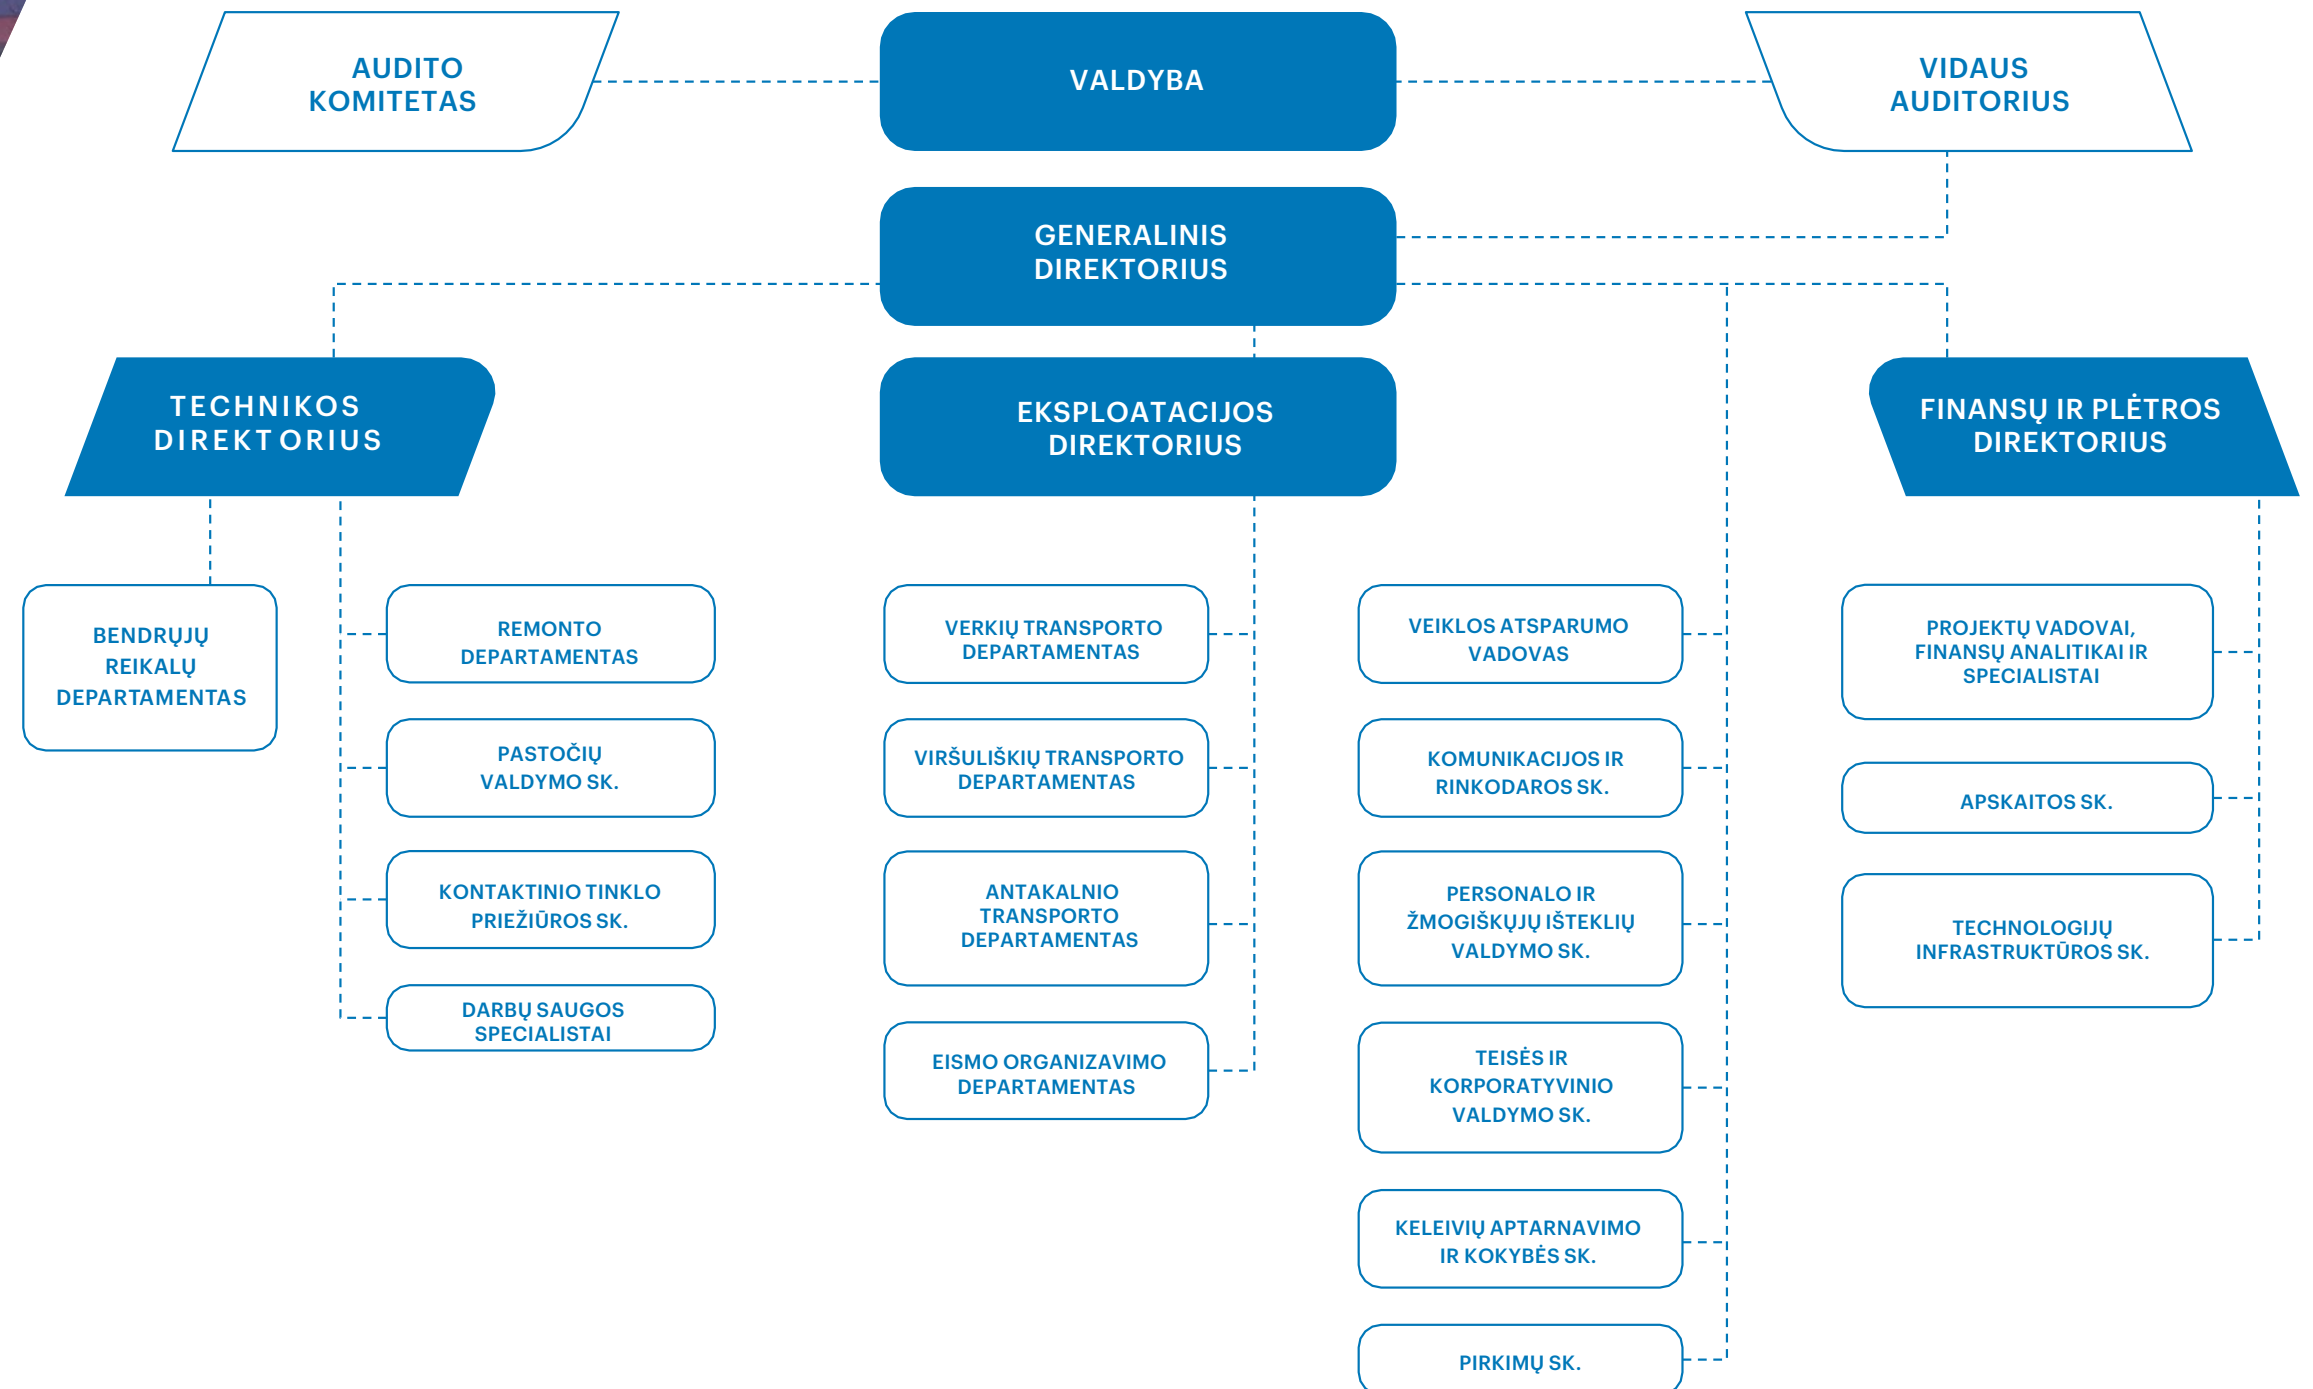 AUDITO
KOMITETAS
VALDYBA
VIDAUS
AUDITORIUS
GENERALINIS
DIREKTORIUS
TECHNIKOS
DIREKTORIUS
EKSPLOATACIJOS
DIREKTORIUS
FINANSŲ IR PLĖTROS
DIREKTORIUS
BENDRŲJŲ
REIKALŲ
DEPARTAMENTAS
REMONTO
DEPARTAMENTAS
PASTOČIŲ
VALDYMO SK.
KONTAKTINIO TINKLO
PRIEŽIŪROS SK.
DARBŲ SAUGOS
SPECIALISTAI
VERKIŲ TRANSPORTO
DEPARTAMENTAS
VIRŠULIŠKIŲ TRANSPORTO
DEPARTAMENTAS
ANTAKALNIO
TRANSPORTO
DEPARTAMENTAS
EISMO ORGANIZAVIMO
DEPARTAMENTAS
VEIKLOS ATSPARUMO
VADOVAS
KOMUNIKACIJOS IR
RINKODAROS SK.
PERSONALO IR
ŽMOGIŠKŲJŲ IŠTEKLIŲ
VALDYMO SK.
TEISĖS IR
KORPORATYVINIO
VALDYMO SK.
KELEIVIŲ APTARNAVIMO
IR KOKYBĖS SK.
PIRKIMŲ SK.
PROJEKTŲ VADOVAI,
FINANSŲ ANALITIKAI IR
SPECIALISTAI
APSKAITOS SK.
TECHNOLOGIJŲ
INFRASTRUKTŪROS SK.